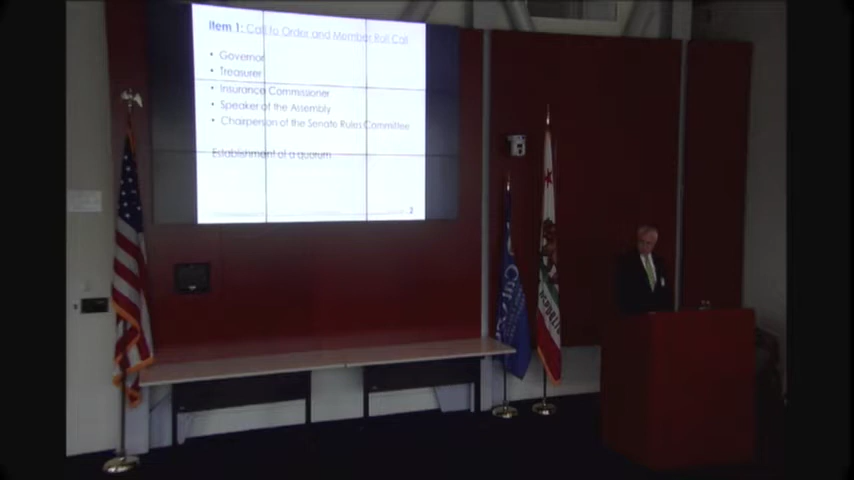 Item 1: Call to Order and Member Roll Call
• Governor
• Treasurer
• Insurance Commissioner
• Speaker of the Assembly
• Chairperson of the Senate Rules Committee
Establishment of a quorum
2